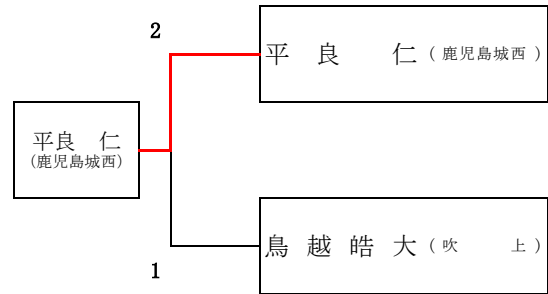 2
平良　仁（鹿児島城西）
平良　仁
(鹿児島城西)
鳥越皓大（吹　上）
1